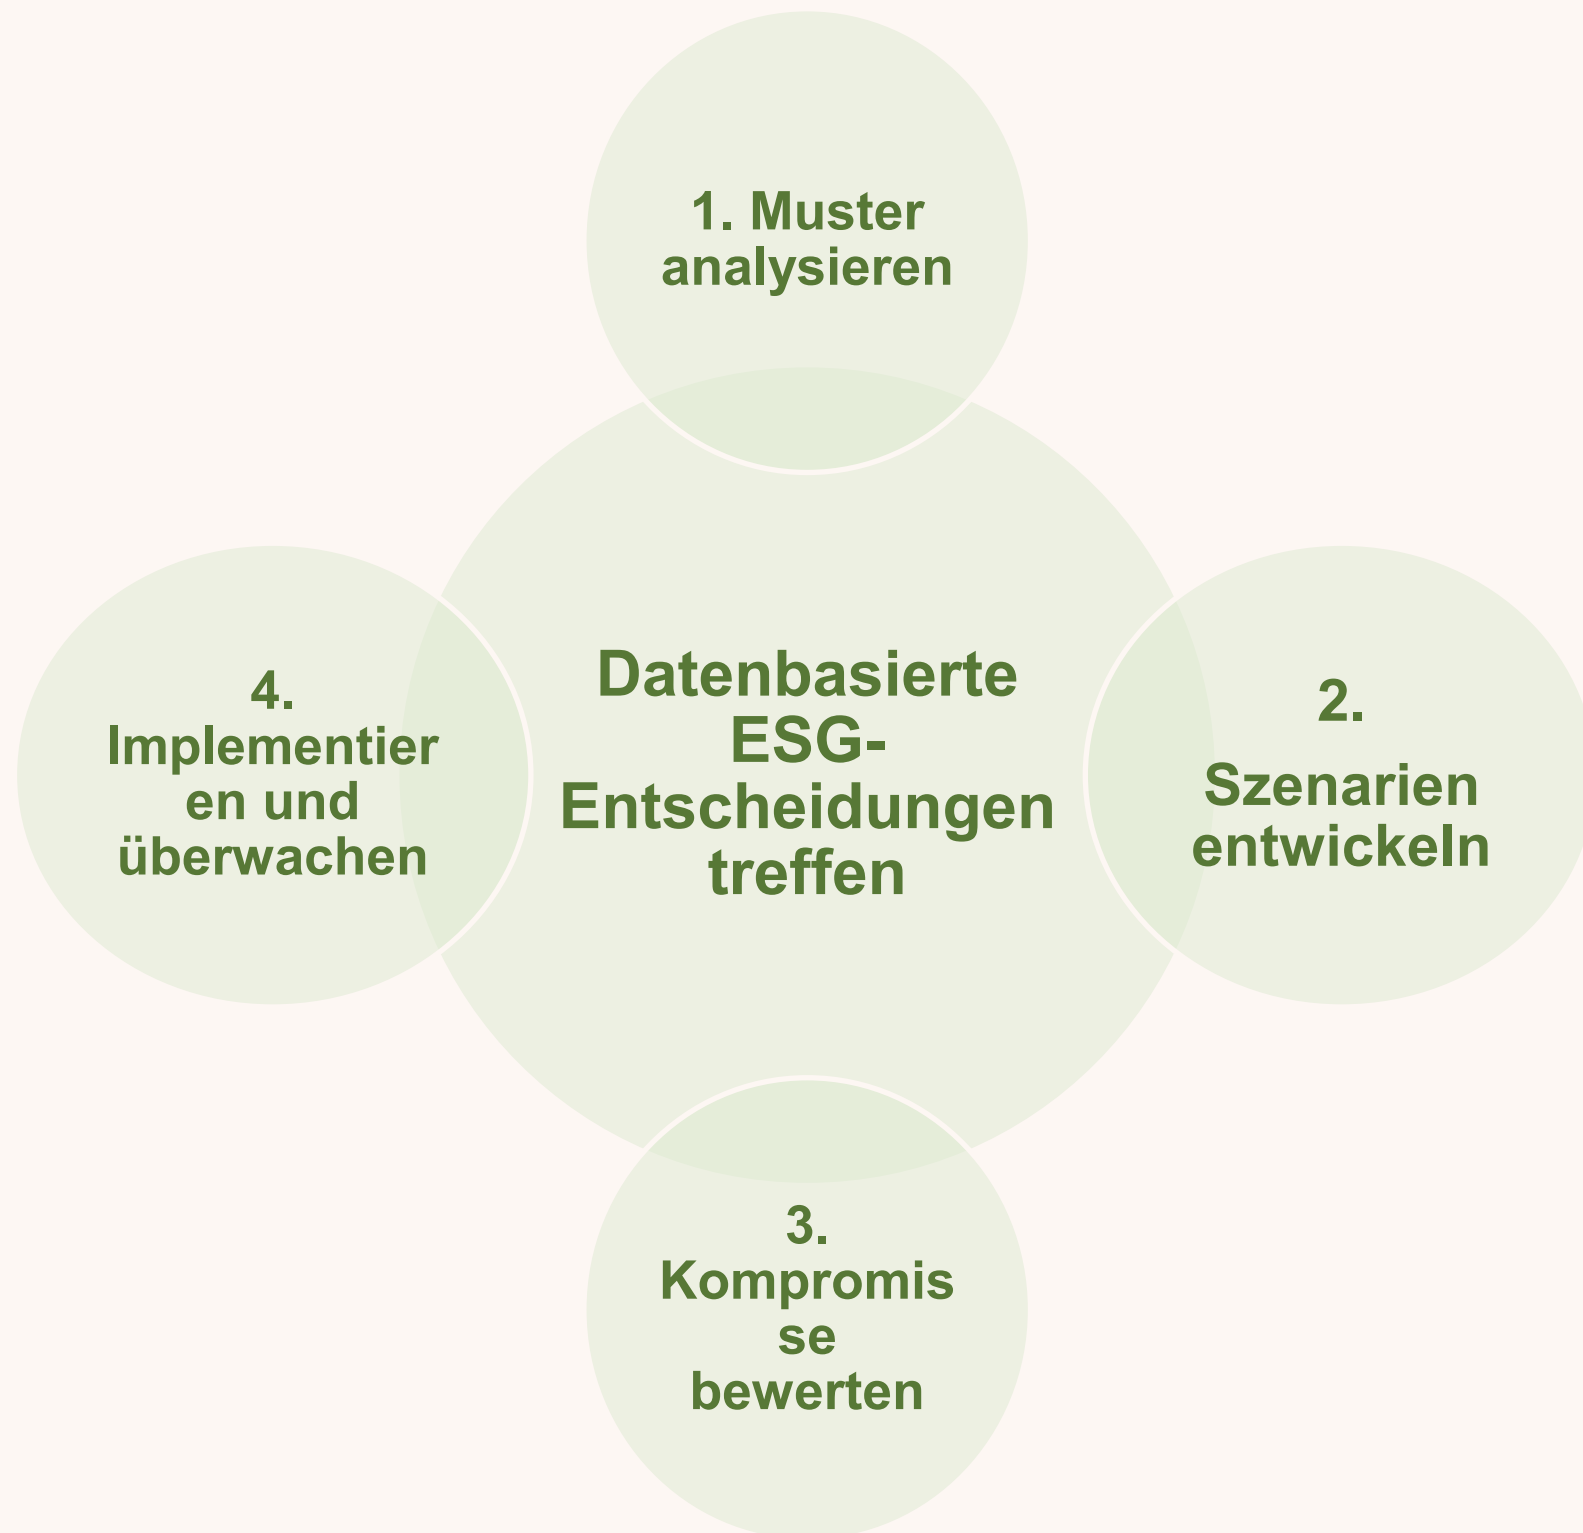 1. Muster
analysieren
Datenbasierte
ESG-
Entscheidungen
treffen
2.
Szenarien
entwickeln
3.
Kompromis
se
bewerten
4.
Implementier
en und
überwachen